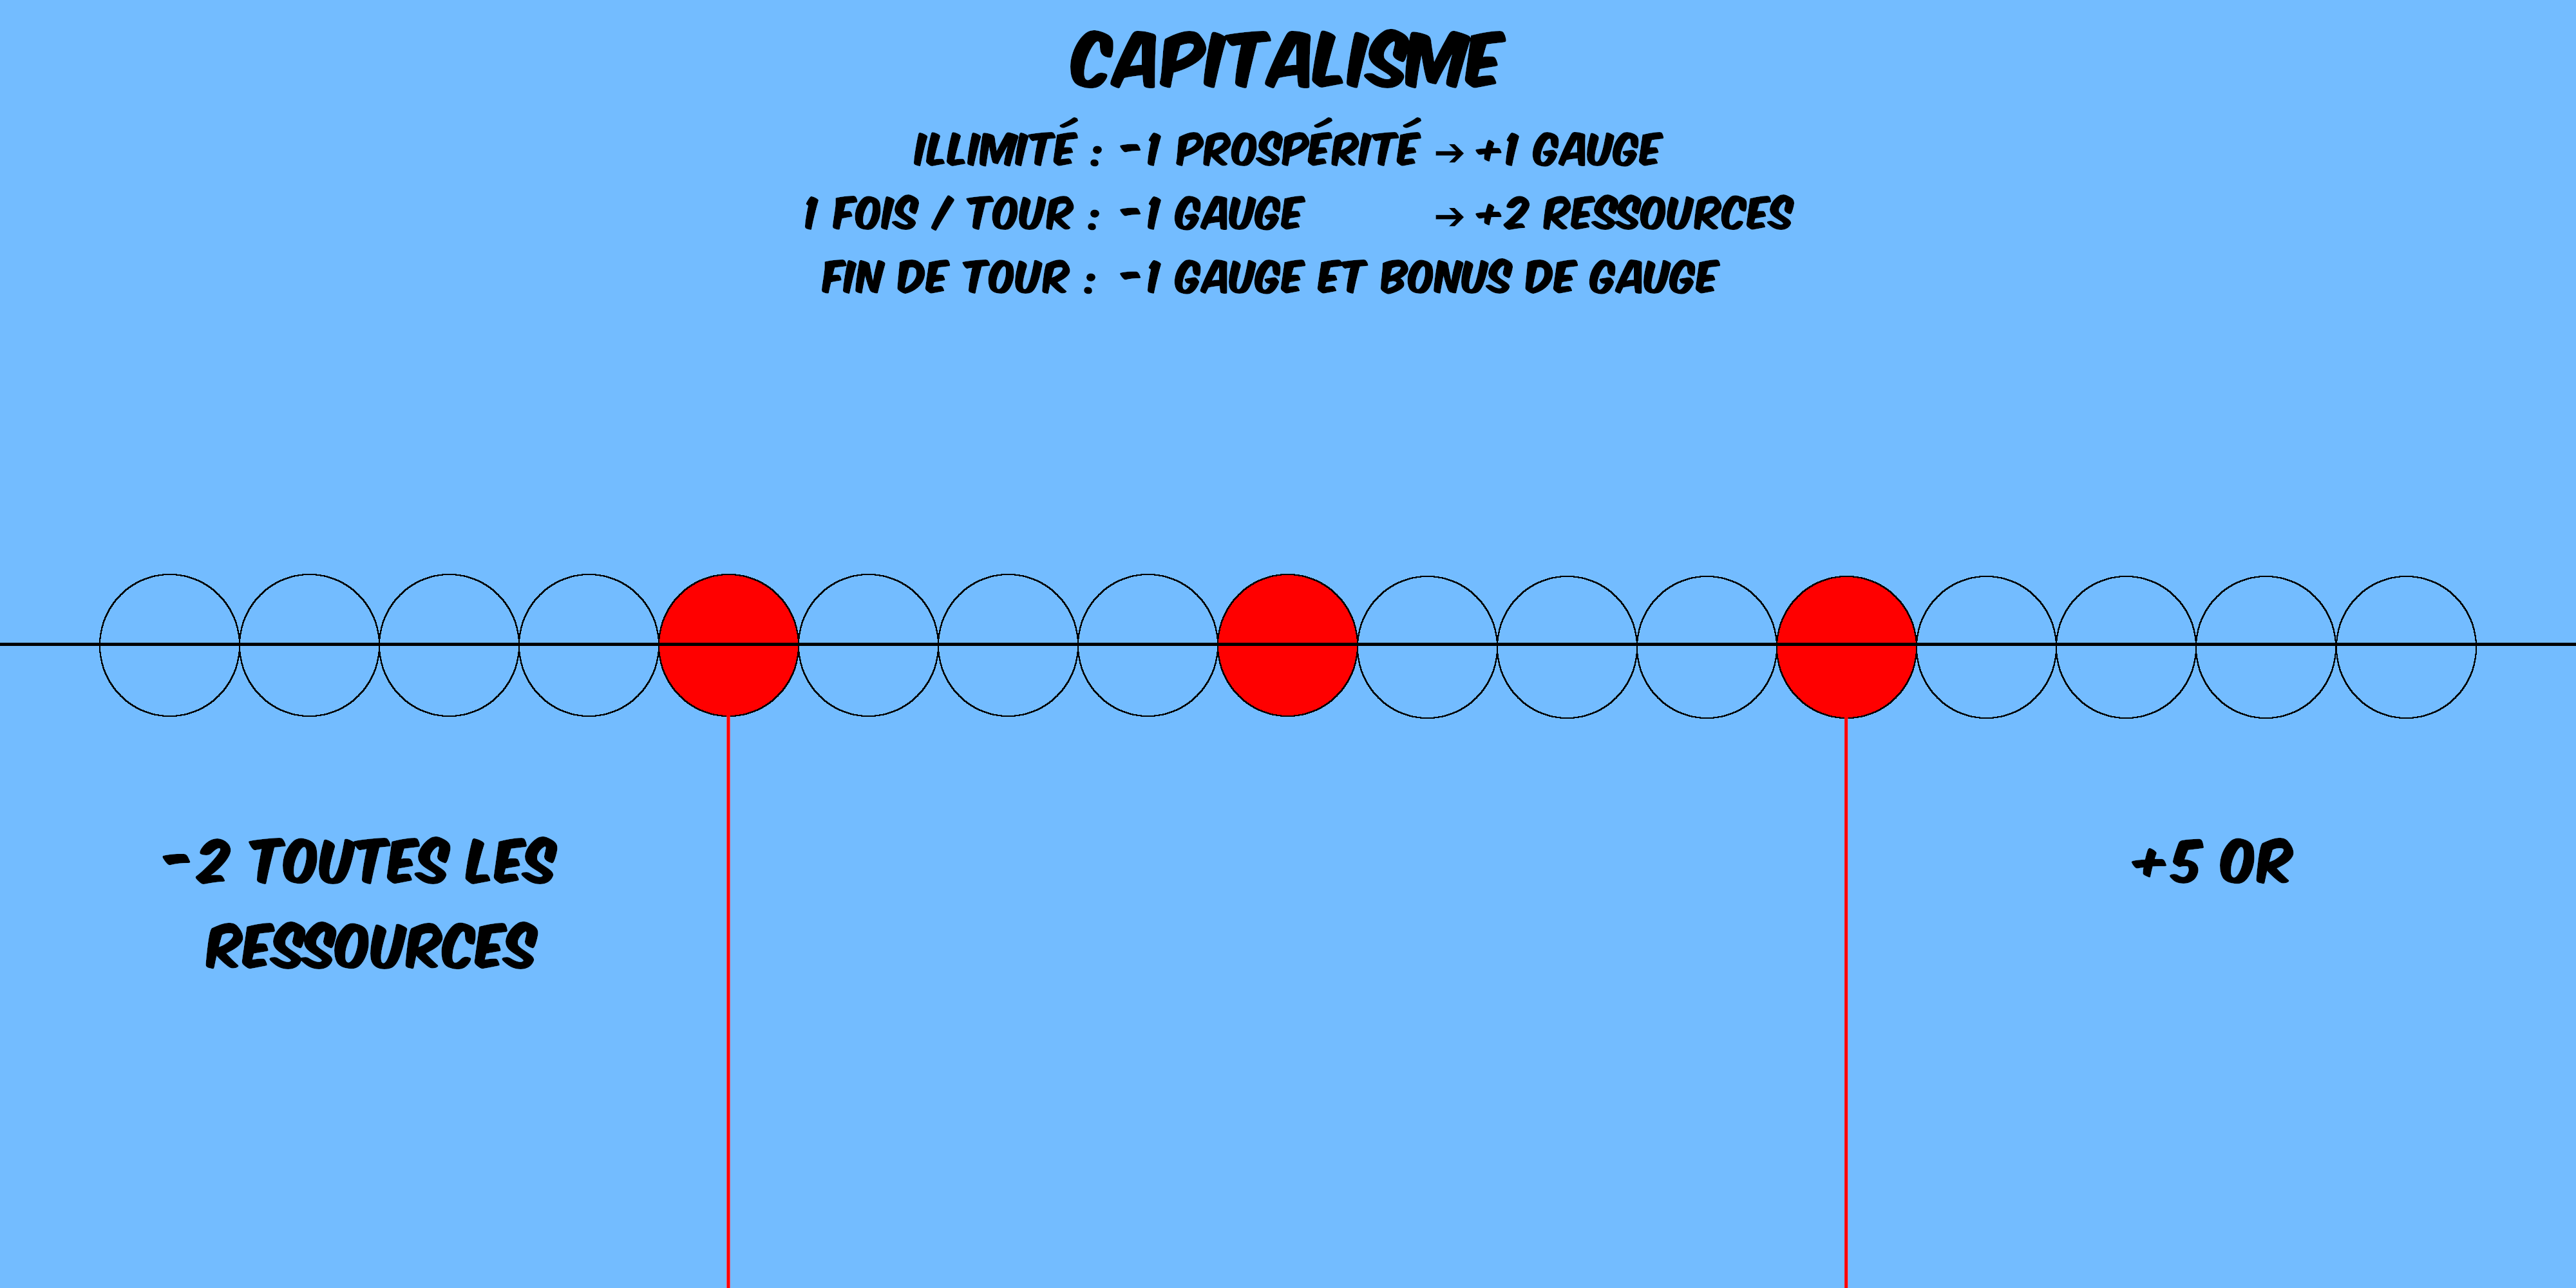 CAPITALISME
ILLIMITÉ : -1 PROSPÉRITÉ → +1 GAUGE
1 FOIS / TOUR : -1 GAUGE → +2 RESSOURCES
FIN DE TOUR : -1 GAUGE ET BONUS DE GAUGE
-2 TOUTES LES
RESSOURCES
+5 OR